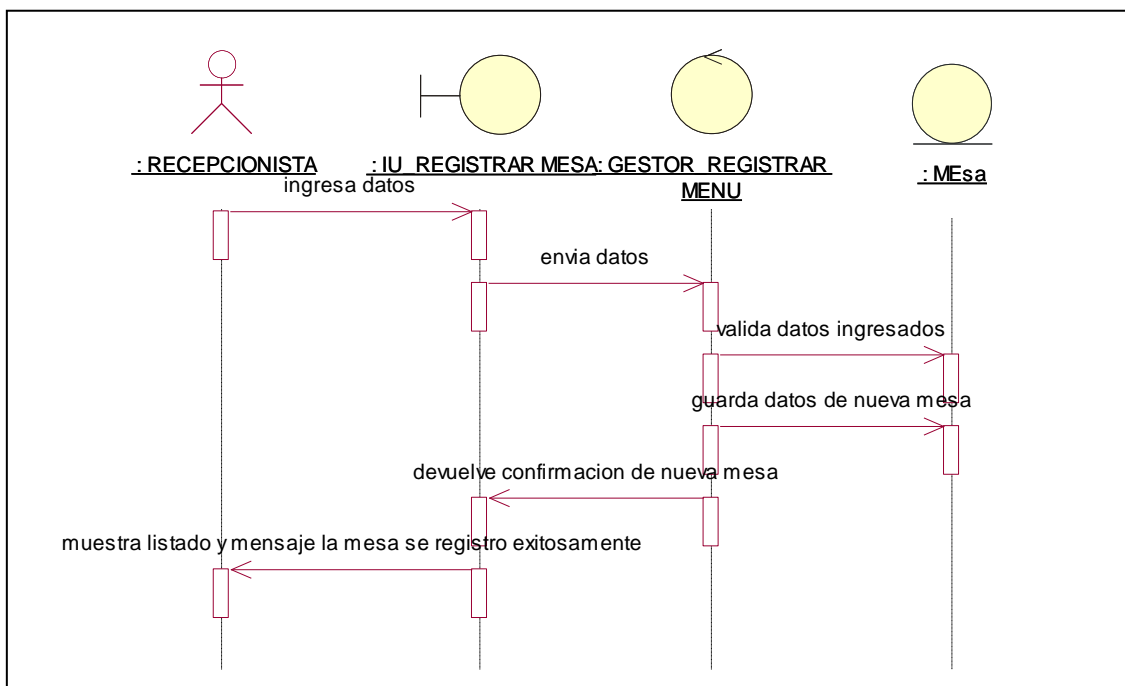 : RECEPCIONISTA
: IU_REGISTRAR MESA
: GESTOR_REGISTRAR
MENU
: MEsa
ingresa datos
envia datos
valida datos ingresados
guarda datos de nueva mesa
devuelve confirmacion de nueva mesa
muestra listado y mensaje la mesa se registro exitosamente